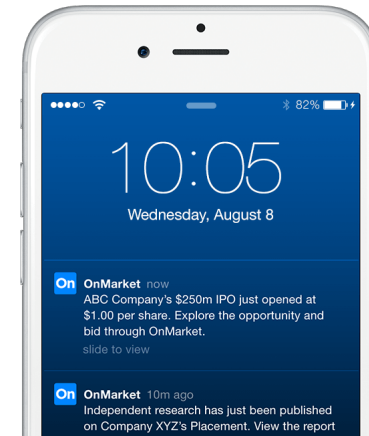 82%
10:05
Wednesday, August 8
On OnMarket now
ABC Company's $250m IPO just opened at
$1.00 per share. Explore the opportunity and
bid through OnMarket.
slide to view
On OnMarket 10m ago
Independent research has just been published
on Company XYZ's Placement. View the report